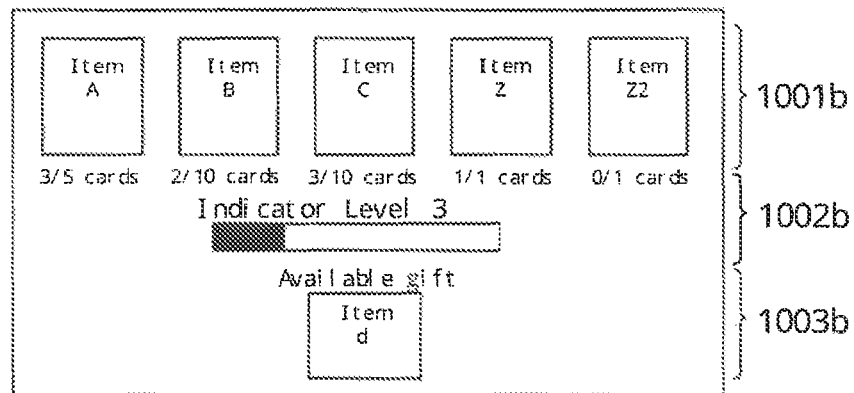 Item Item Item Item Item
A B C Z Z2
1001b
3/5 cards 2/10 cards 3/10 cards 1/1 cards 0/1 cards
Indicator Level 3
1002b
Available gift
Item
d
1003b